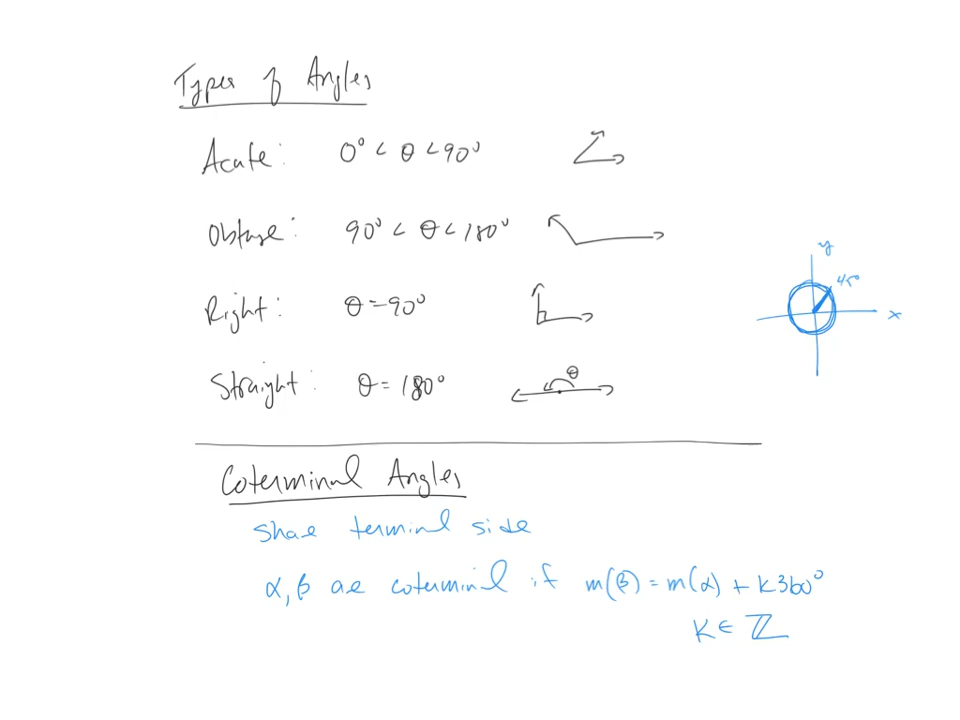 Types of Angles
Acute: 0° < θ < 90°
Obtuse: 90° < θ < 180°
y
45°
x
Right: θ = 90°
Straight: θ = 180°
θ
Coterminal Angles
Share terminal side
α, β are coterminal if m(β) = m(α) + K360°
K ∈ ℤ